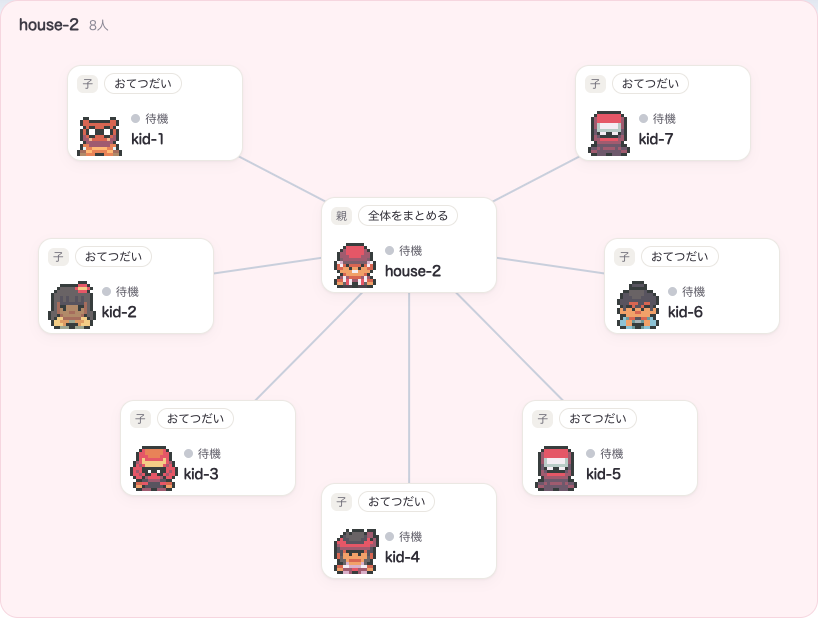 house-2 8人
子 おてつだい
待機
kid-1
子 おてつだい
待機
kid-7
親 全体をまとめる
待機
house-2
子 おてつだい
待機
kid-2
子 おてつだい
待機
kid-6
子 おてつだい
待機
kid-3
子 おてつだい
待機
kid-5
子 おてつだい
待機
kid-4